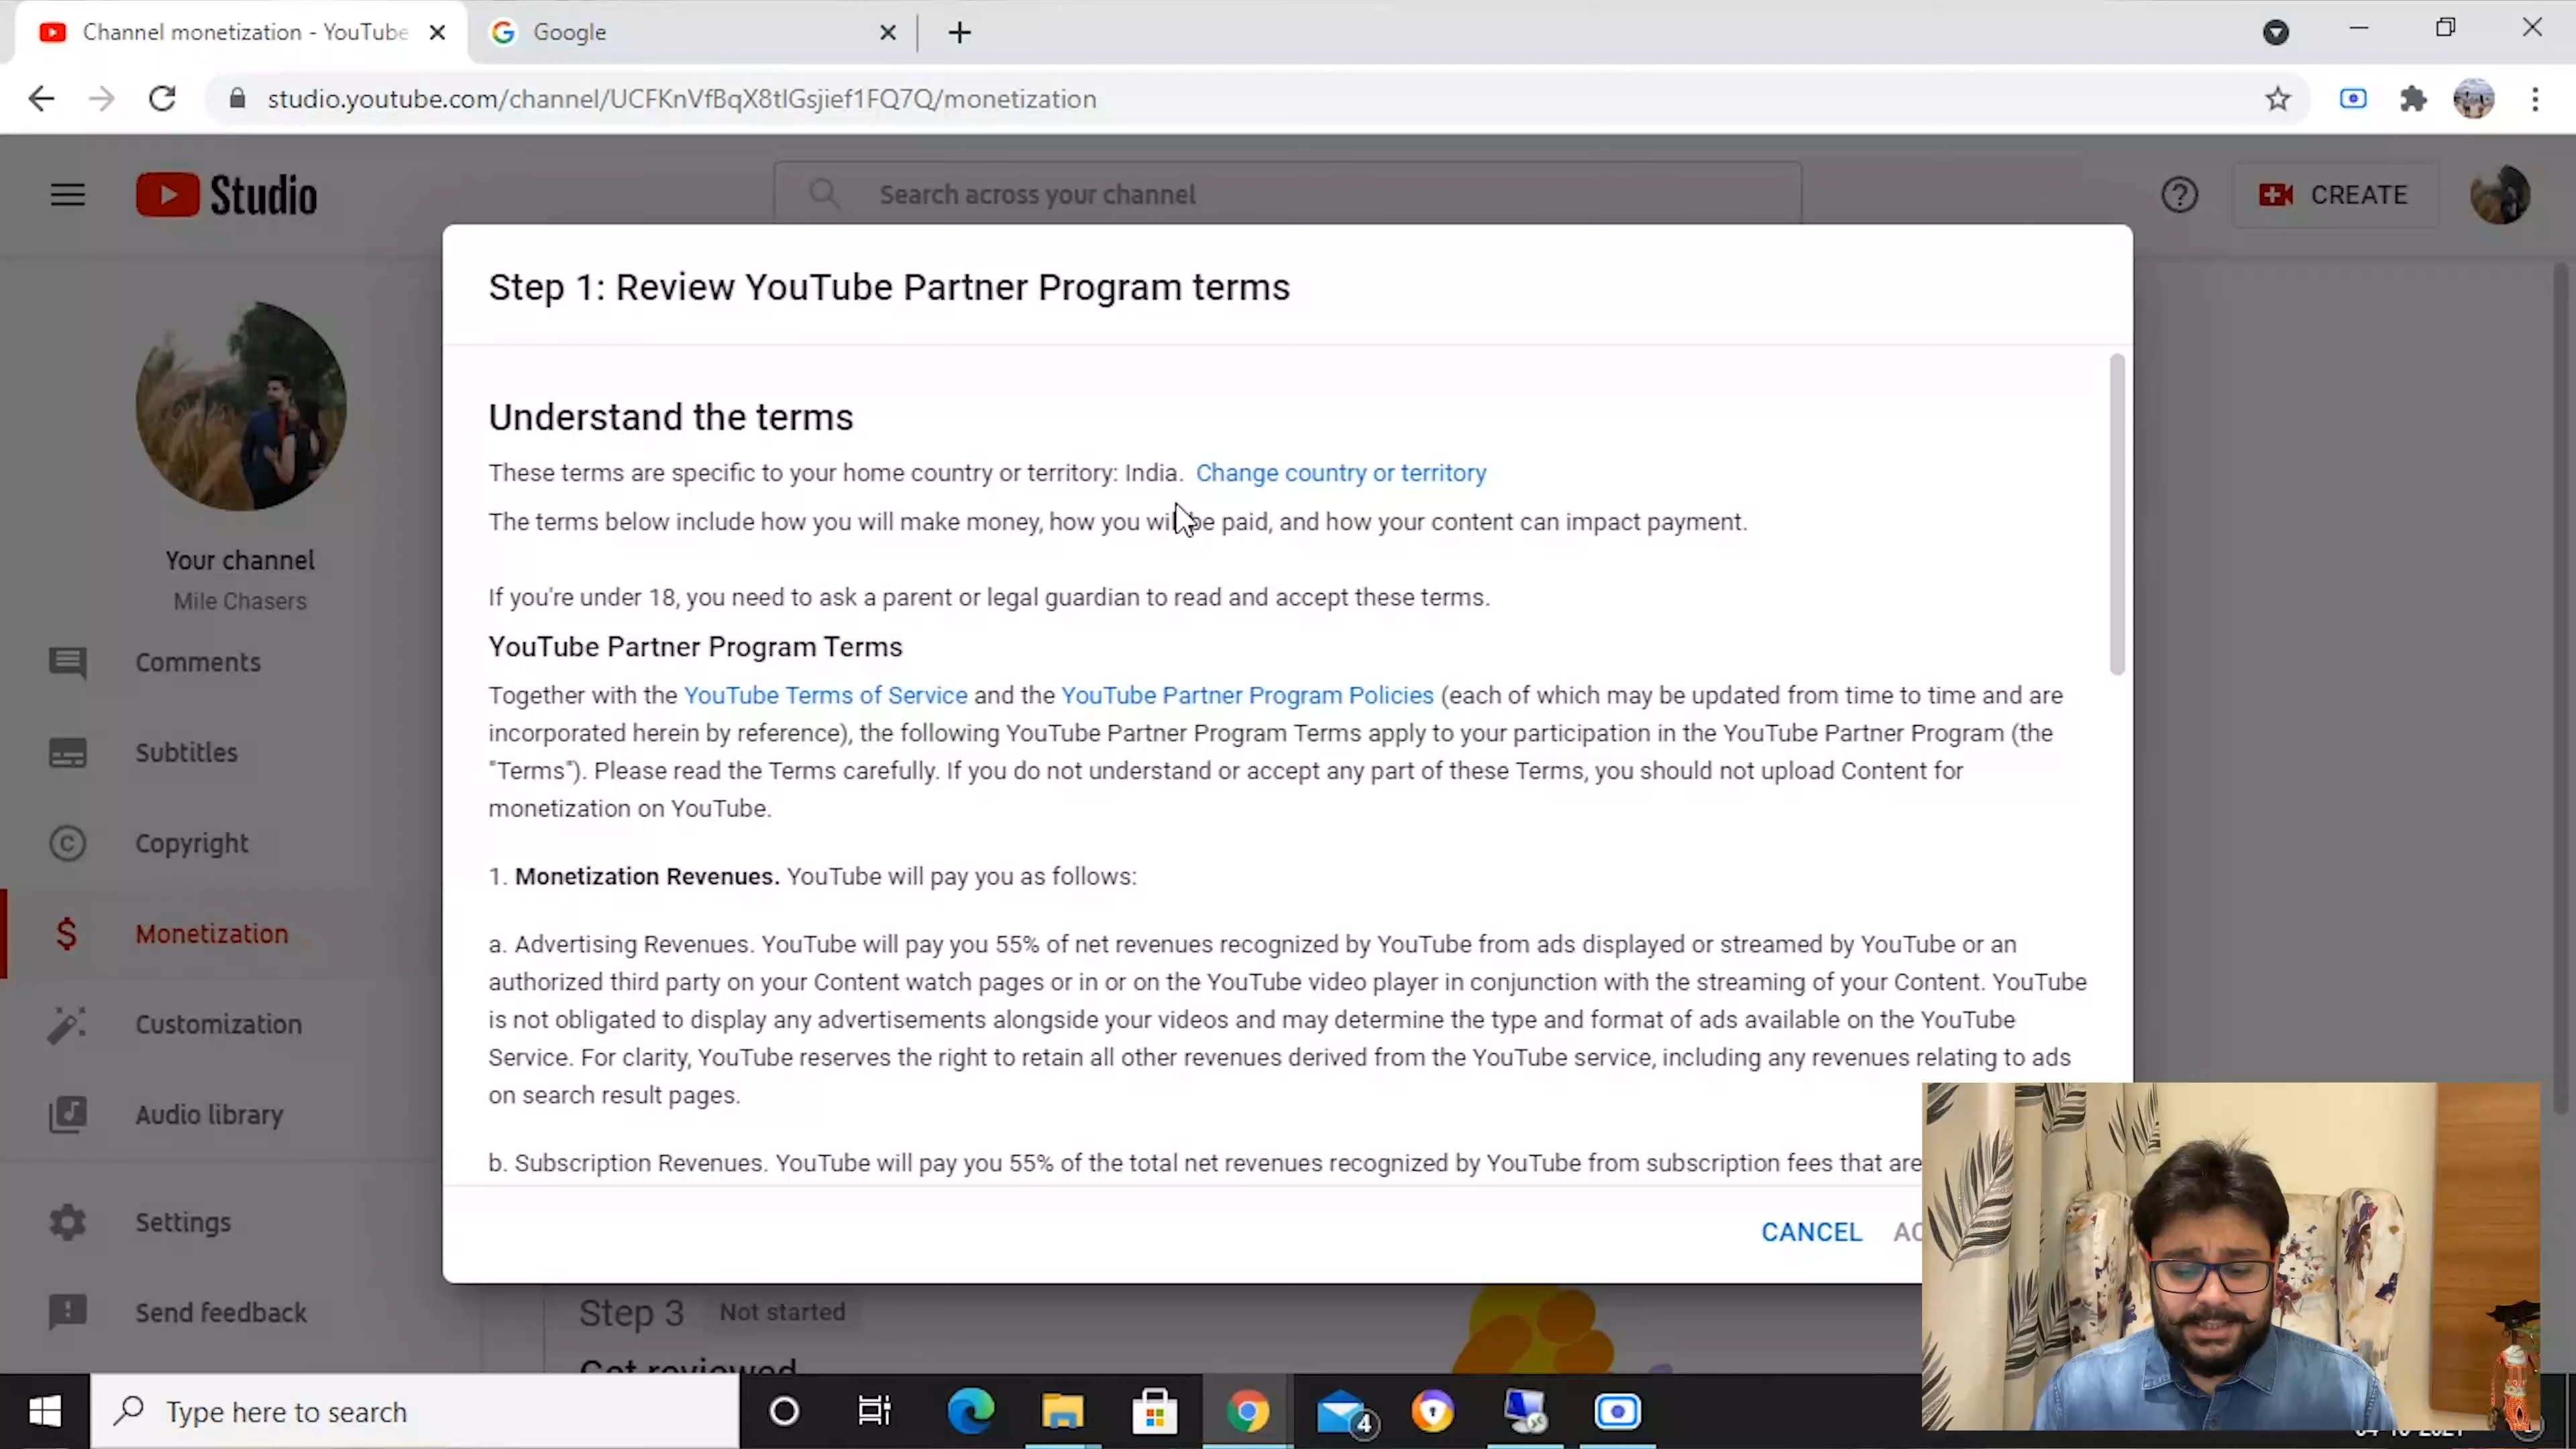 Channel monetization - YouTube
Google
studio.youtube.com/channel/UCFKnVfBqX8tlGsjief1FQ7Q/monetization
Studio
Search across your channel
CREATE
Step 1: Review YouTube Partner Program terms
Understand the terms
These terms are specific to your home country or territory: India. Change country or territory
The terms below include how you will make money, how you will be paid, and how your content can impact payment.
If you're under 18, you need to ask a parent or legal guardian to read and accept these terms.
YouTube Partner Program Terms
Together with the YouTube Terms of Service and the YouTube Partner Program Policies (each of which may be updated from time to time and are
incorporated herein by reference), the following YouTube Partner Program Terms apply to your participation in the YouTube Partner Program (the
"Terms"). Please read the Terms carefully. If you do not understand or accept any part of these Terms, you should not upload Content for
monetization on YouTube.
1. Monetization Revenues. YouTube will pay you as follows:
a. Advertising Revenues. YouTube will pay you 55% of net revenues recognized by YouTube from ads displayed or streamed by YouTube or an
authorized third party on your Content watch pages or in or on the YouTube video player in conjunction with the streaming of your Content. YouTube
is not obligated to display any advertisements alongside your videos and may determine the type and format of ads available on the YouTube
Service. For clarity, YouTube reserves the right to retain all other revenues derived from the YouTube service, including any revenues relating to ads
on search result pages.
b. Subscription Revenues. YouTube will pay you 55% of the total net revenues recognized by YouTube from subscription fees that are
CANCEL
Your channel
Mile Chasers
Comments
Subtitles
Copyright
Monetization
Customization
Audio library
Settings
Send feedback
Step 3 Not started
Get reviewed
Type here to search
4